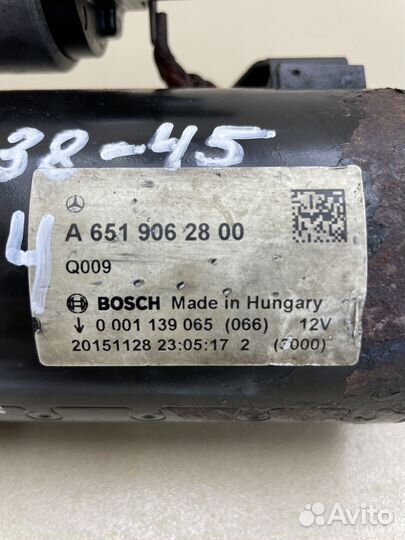 38-45
4
A 651 906 28 00
Q009
BOSCH Made in Hungary
↓ 0 001 139 065 (066) 12V
20151128 23:05:17 2 (7000)
Avito